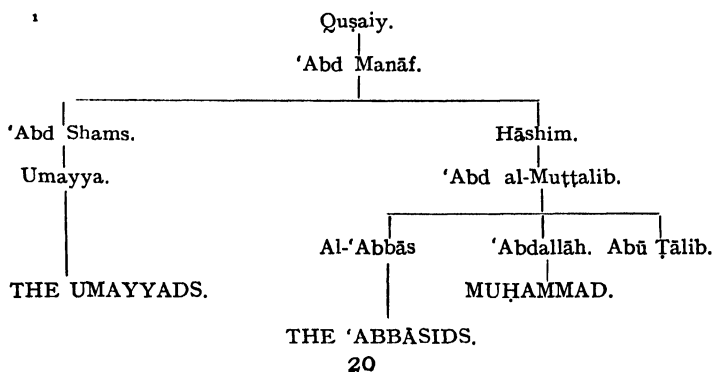 1
Quṣaiy.
‘Abd Manāf.
‘Abd Shams. Hāshim.
Umayya. ‘Abd al-Muṭṭalib.
Al-‘Abbās ‘Abdallāh. Abū Ṭālib.
THE UMAYYADS. MUḤAMMAD.
THE ‘ABBĀSIDS.
20